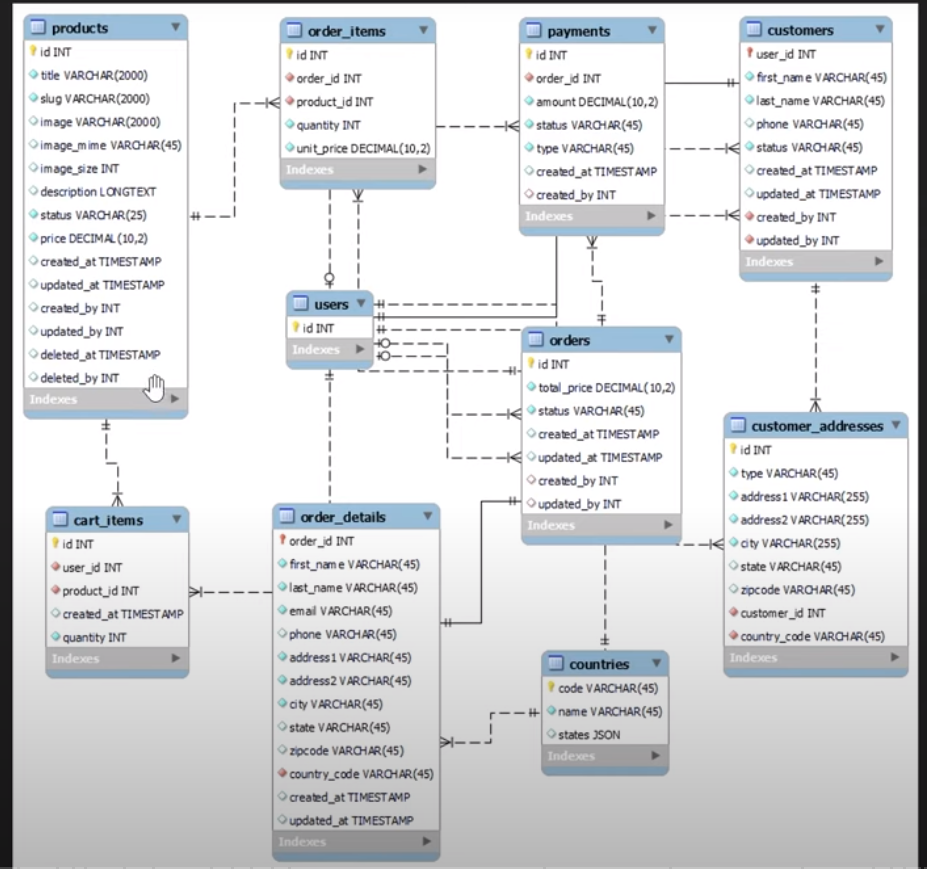 products
id INT
title VARCHAR(2000)
slug VARCHAR(2000)
image VARCHAR(2000)
image_mime VARCHAR(45)
image_size INT
description LONGTEXT
status VARCHAR(25)
price DECIMAL(10,2)
created_at TIMESTAMP
updated_at TIMESTAMP
created_by INT
updated_by INT
deleted_at TIMESTAMP
deleted_by INT
Indexes
order_items
id INT
order_id INT
product_id INT
quantity INT
unit_price DECIMAL(10,2)
Indexes
payments
id INT
order_id INT
amount DECIMAL(10,2)
status VARCHAR(45)
type VARCHAR(45)
created_at TIMESTAMP
created_by INT
Indexes
customers
user_id INT
first_name VARCHAR(45)
last_name VARCHAR(45)
phone VARCHAR(45)
status VARCHAR(45)
created_at TIMESTAMP
updated_at TIMESTAMP
created_by INT
updated_by INT
Indexes
users
id INT
Indexes
orders
id INT
total_price DECIMAL(10,2)
status VARCHAR(45)
created_at TIMESTAMP
updated_at TIMESTAMP
created_by INT
updated_by INT
Indexes
customer_addresses
id INT
type VARCHAR(45)
address1 VARCHAR(255)
address2 VARCHAR(255)
city VARCHAR(255)
state VARCHAR(45)
zipcode VARCHAR(45)
customer_id INT
country_code VARCHAR(45)
Indexes
cart_items
id INT
user_id INT
product_id INT
created_at TIMESTAMP
quantity INT
Indexes
order_details
order_id INT
first_name VARCHAR(45)
last_name VARCHAR(45)
email VARCHAR(45)
phone VARCHAR(45)
address1 VARCHAR(45)
address2 VARCHAR(45)
city VARCHAR(45)
state VARCHAR(45)
zipcode VARCHAR(45)
country_code VARCHAR(45)
created_at TIMESTAMP
updated_at TIMESTAMP
Indexes
countries
code VARCHAR(45)
name VARCHAR(45)
states JSON
Indexes